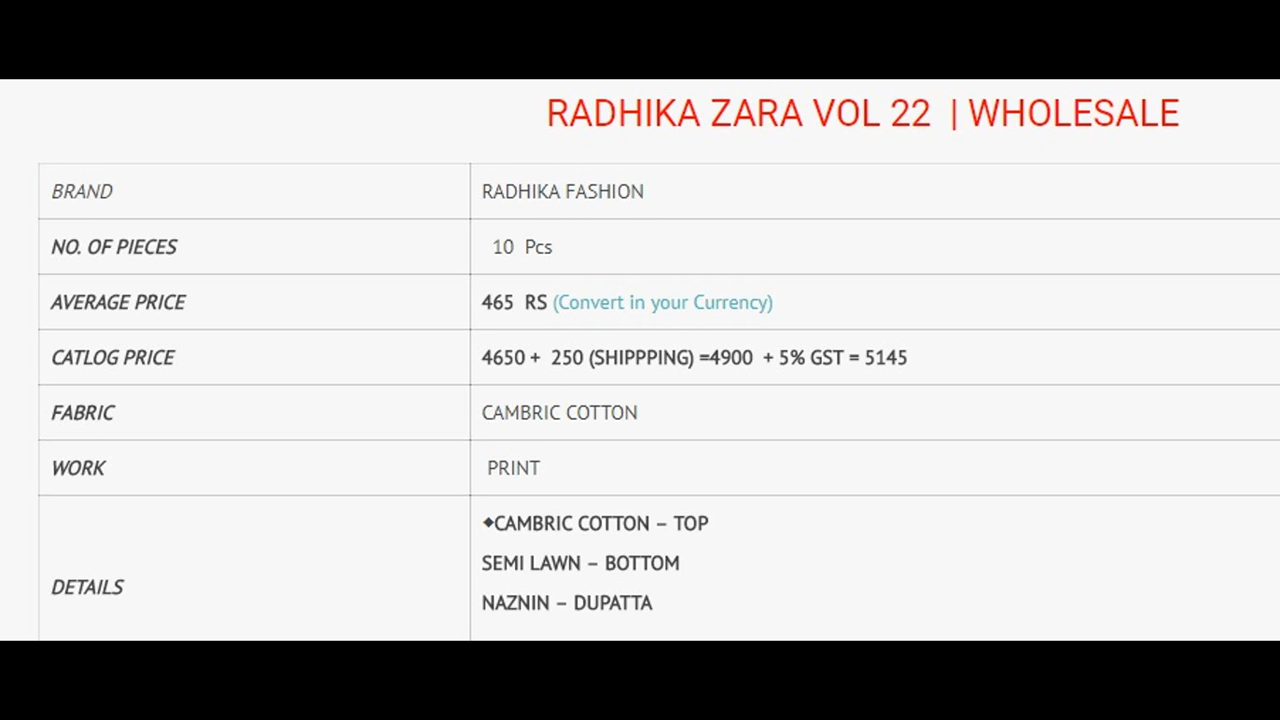 RADHIKA ZARA VOL 22 | WHOLESALE
BRAND RADHIKA FASHION
NO. OF PIECES 10 Pcs
AVERAGE PRICE 465 RS (Convert in your Currency)
CATLOG PRICE 4650 + 250 (SHIPPPING) =4900 + 5% GST = 5145
FABRIC CAMBRIC COTTON
WORK PRINT
DETAILS ◆CAMBRIC COTTON – TOP
SEMI LAWN – BOTTOM
NAZNIN – DUPATTA